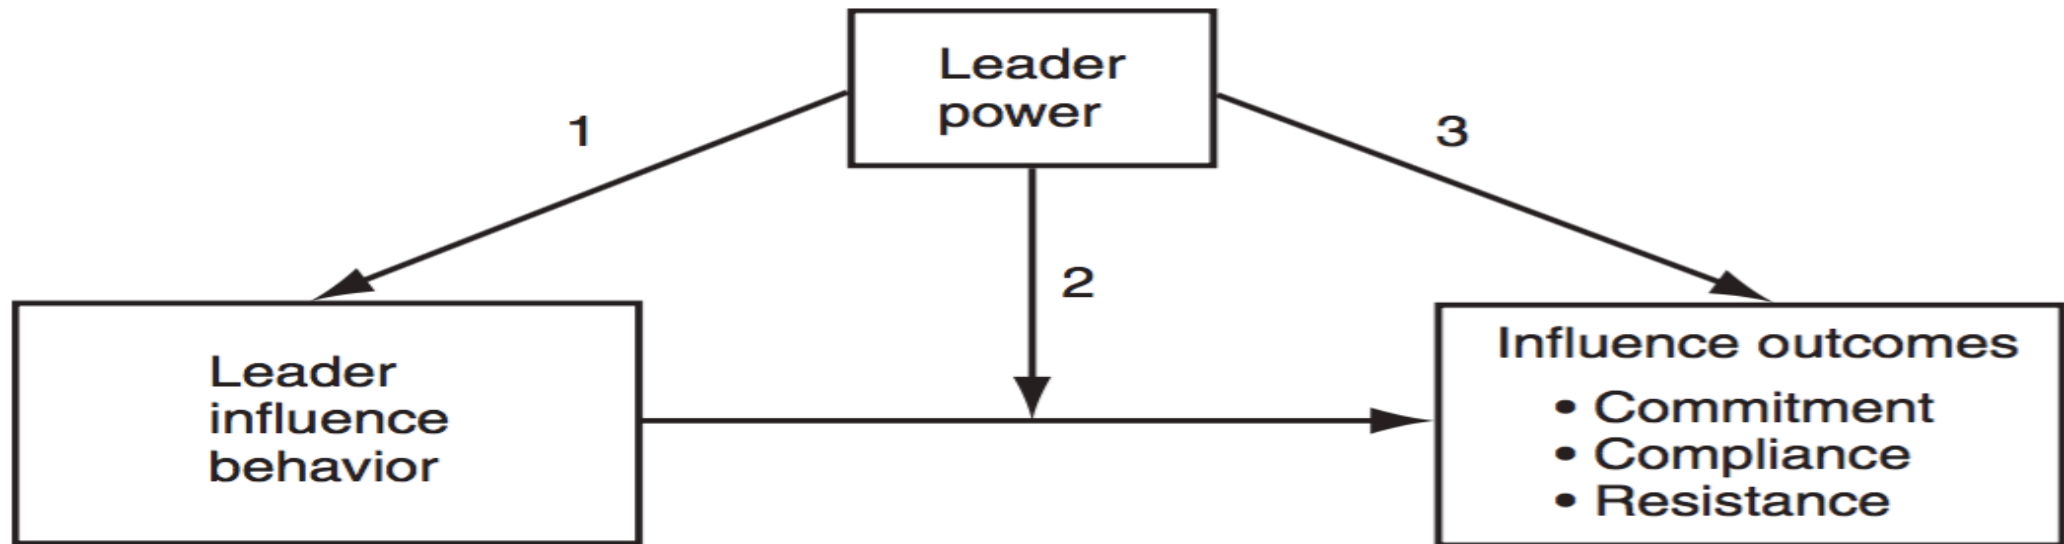 Leader
power
1
3
2
Leader
influence
behavior
Influence outcomes
• Commitment
• Compliance
• Resistance